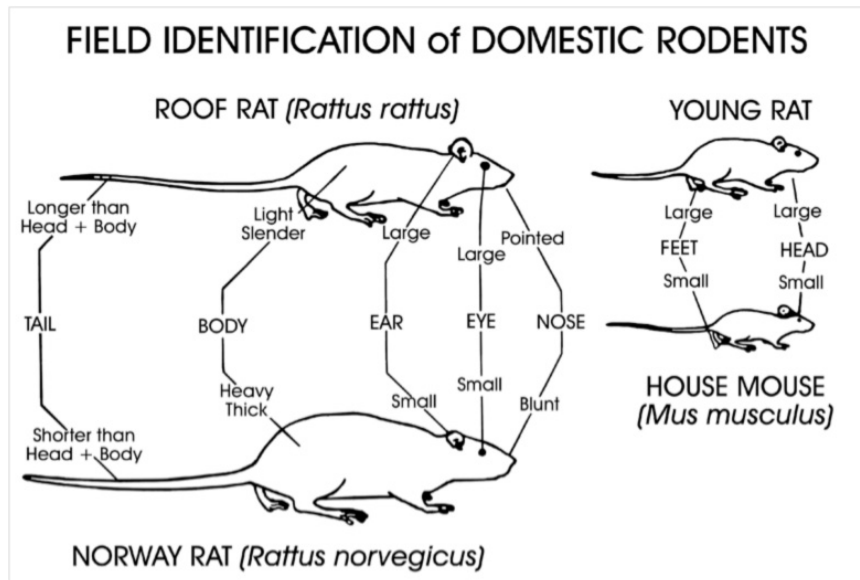 FIELD IDENTIFICATION of DOMESTIC RODENTS
ROOF RAT (Rattus rattus)
YOUNG RAT
Longer than
Head + Body
Light
Slender
Large
Large
Pointed
Large
FEET
Small
Large
HEAD
Small
TAIL
BODY
EAR
EYE
NOSE
Heavy
Thick
Small
Small
Blunt
HOUSE MOUSE
(Mus musculus)
Shorter than
Head + Body
NORWAY RAT (Rattus norvegicus)